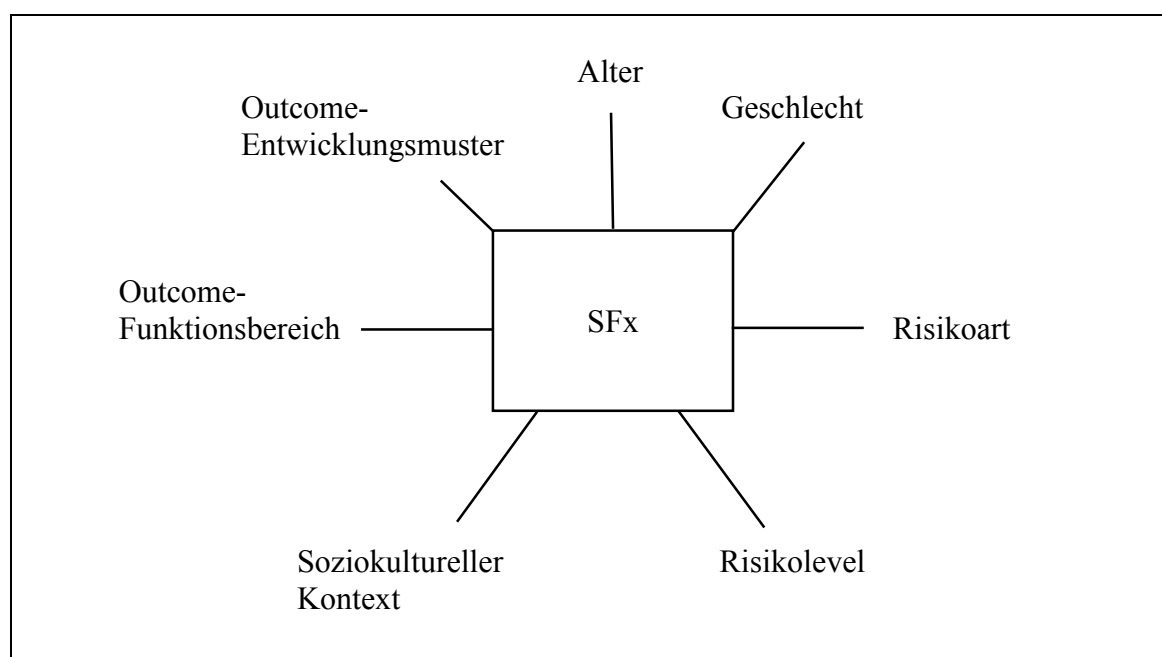 Alter
Outcome-
Entwicklungsmuster
Geschlecht
Outcome-
Funktionsbereich
SFx
Risikoart
Soziokultureller
Kontext
Risikolevel